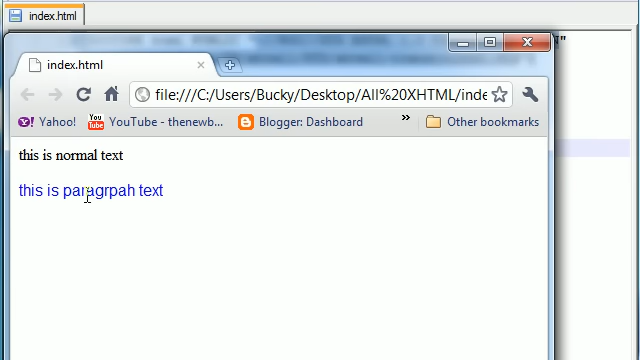 index.html
index.html
file:///C:/Users/Bucky/Desktop/All%20XHTML/inde
Yahoo! YouTube - thenewb... Blogger: Dashboard » Other bookmarks
this is normal text
this is paragrpah text